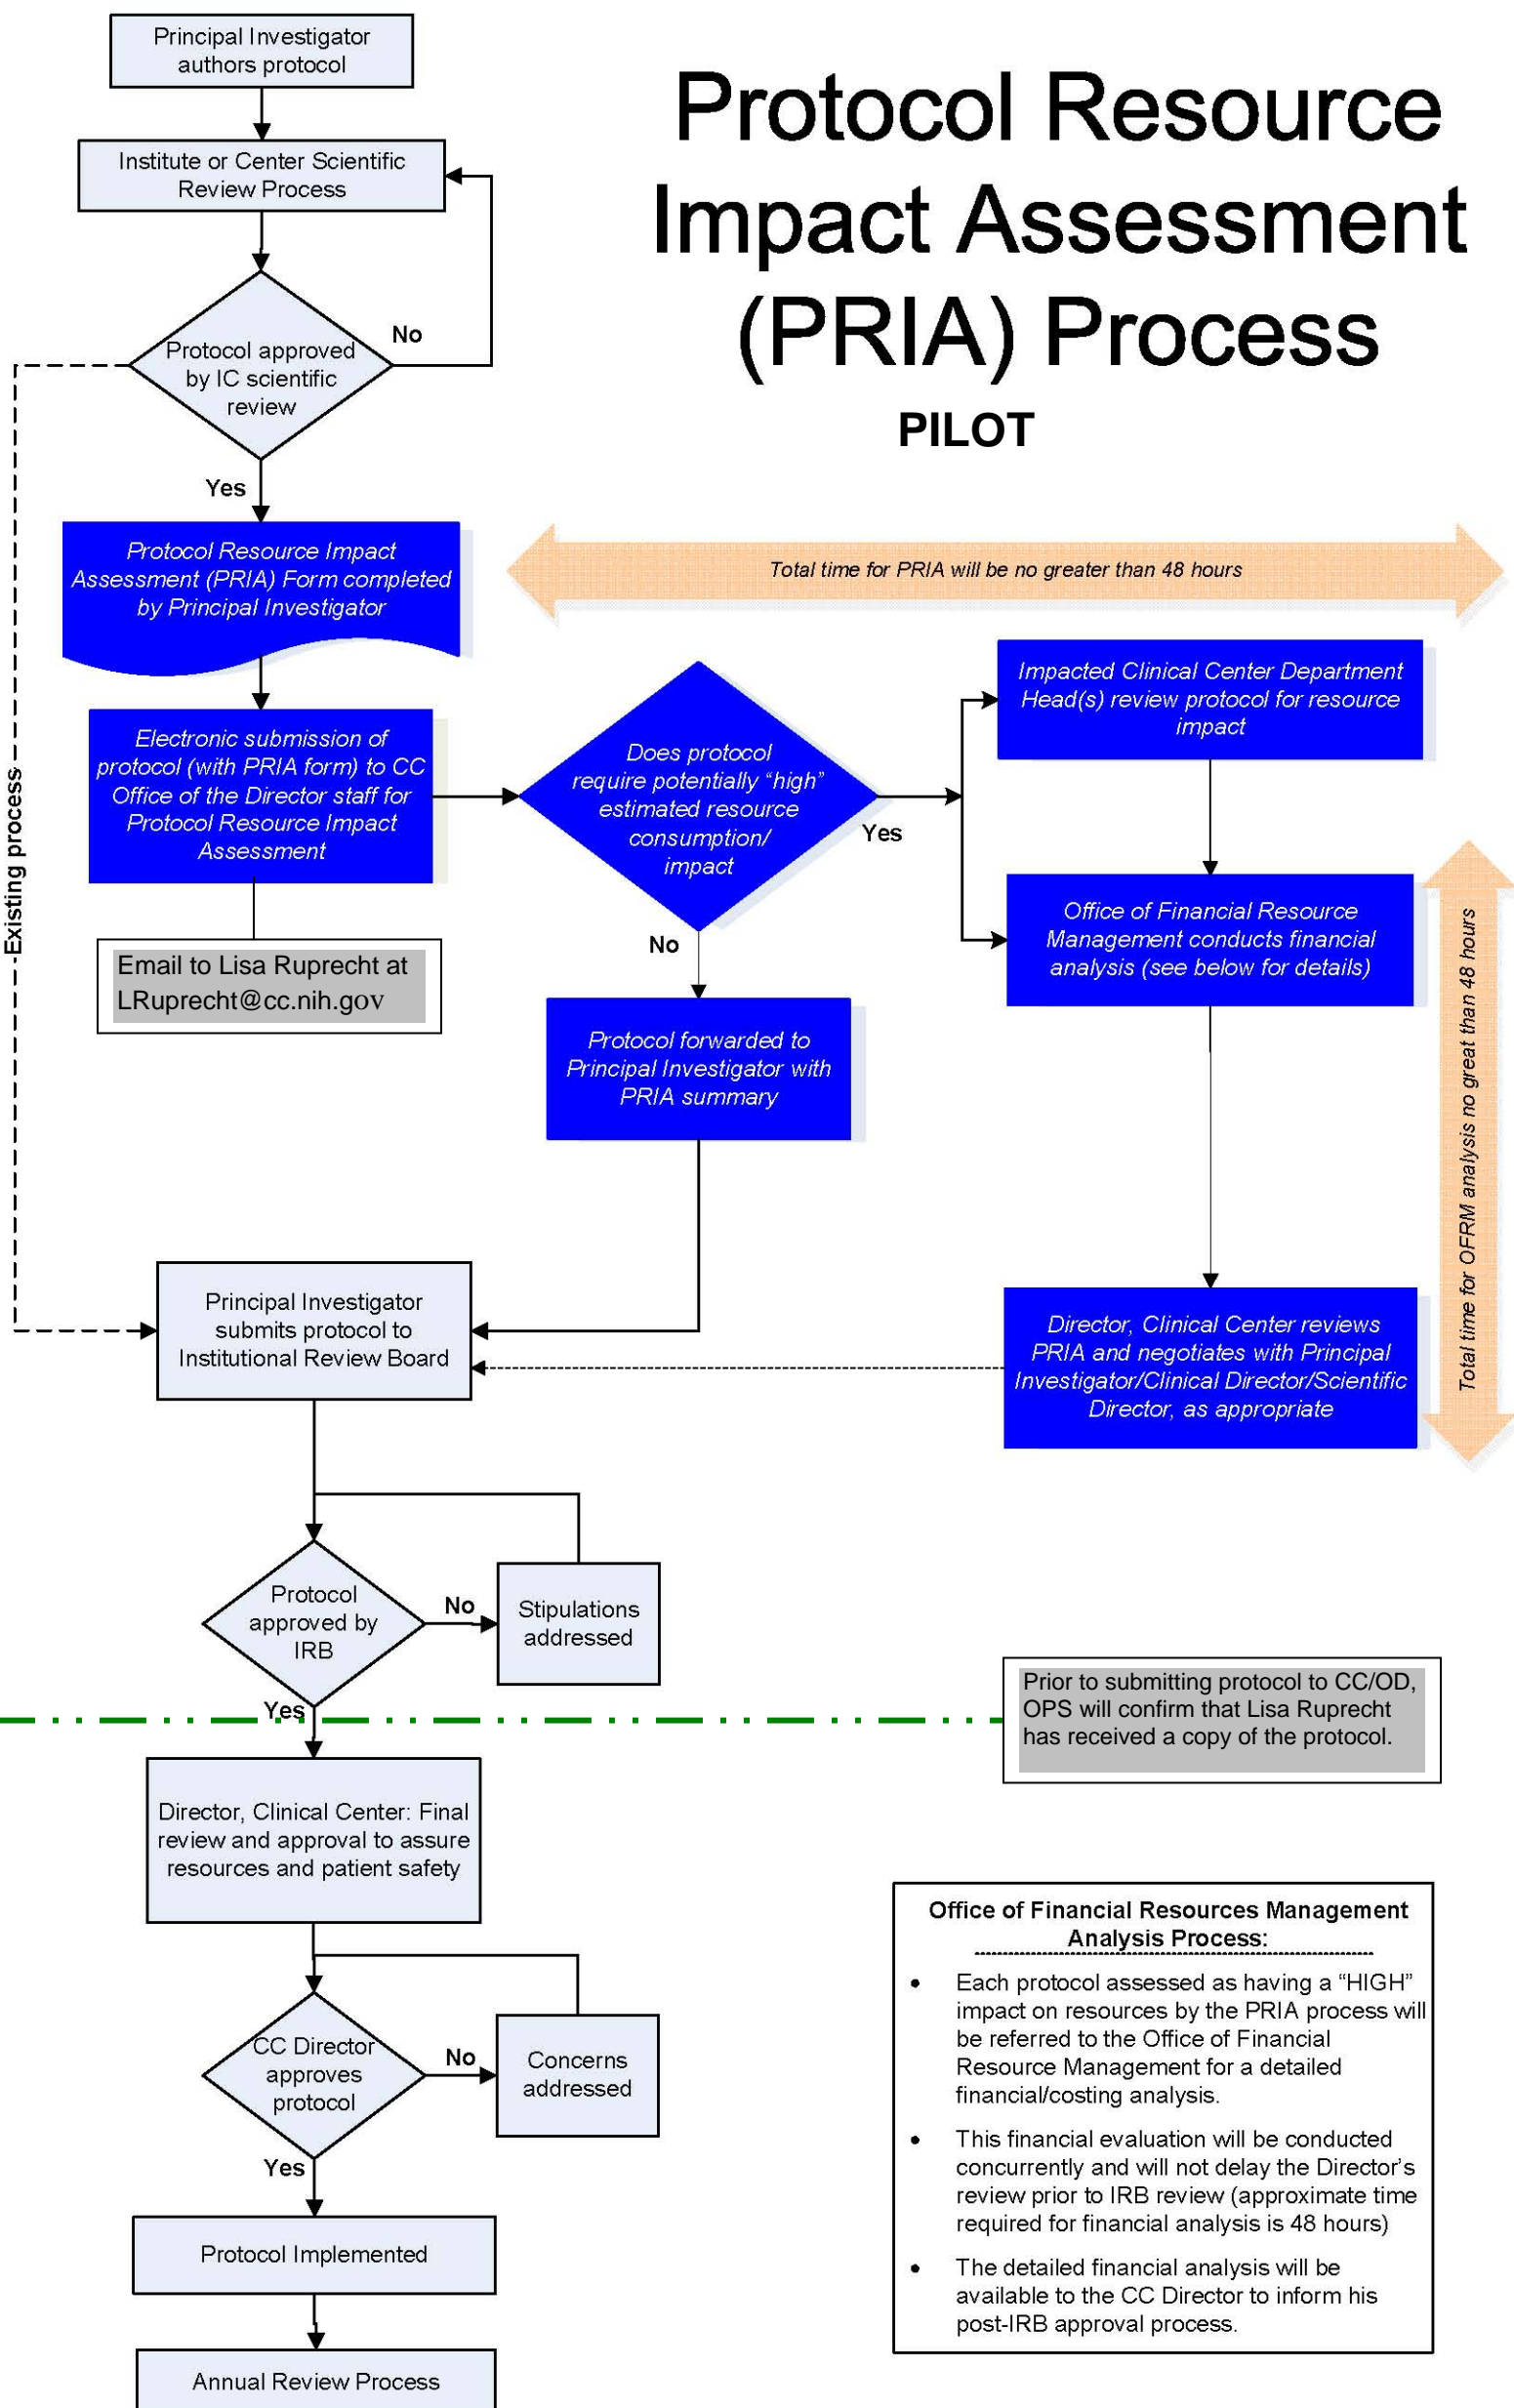 Principal Investigator
authors protocol
Protocol Resource
Impact Assessment
(PRIA) Process
PILOT
Institute or Center Scientific
Review Process
Protocol approved
by IC scientific
review
No
Yes
Existing process
Protocol Resource Impact
Assessment (PRIA) Form completed
by Principal Investigator
Total time for PRIA will be no greater than 48 hours
Electronic submission of
protocol (with PRIA form) to CC
Office of the Director staff for
Protocol Resource Impact
Assessment
Email to Lisa Ruprecht at
LRuprecht@cc.nih.gov
Does protocol
require potentially “high”
estimated resource
consumption/
impact
Yes
No
Impacted Clinical Center Department
Head(s) review protocol for resource
impact
Office of Financial Resource
Management conducts financial
analysis (see below for details)
Total time for OFRM analysis no great than 48 hours
Protocol forwarded to
Principal Investigator with
PRIA summary
Principal Investigator
submits protocol to
Institutional Review Board
Director, Clinical Center reviews
PRIA and negotiates with Principal
Investigator/Clinical Director/Scientific
Director, as appropriate
Protocol
approved by
IRB
No
Stipulations
addressed
Yes
Prior to submitting protocol to CC/OD,
OPS will confirm that Lisa Ruprecht
has received a copy of the protocol.
Director, Clinical Center: Final
review and approval to assure
resources and patient safety
CC Director
approves
protocol
No
Concerns
addressed
Yes
Protocol Implemented
Annual Review Process
Office of Financial Resources Management
Analysis Process:
• Each protocol assessed as having a “HIGH”
impact on resources by the PRIA process will
be referred to the Office of Financial
Resource Management for a detailed
financial/costing analysis.
• This financial evaluation will be conducted
concurrently and will not delay the Director’s
review prior to IRB review (approximate time
required for financial analysis is 48 hours)
• The detailed financial analysis will be
available to the CC Director to inform his
post-IRB approval process.